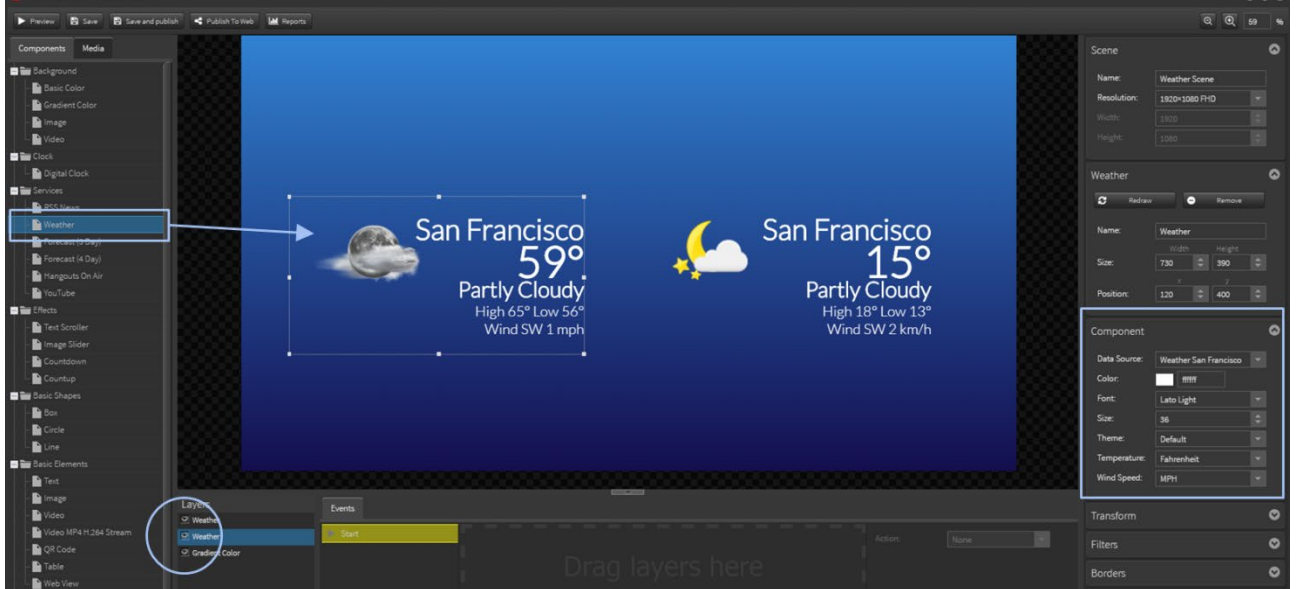 Preview Save Save and publish Publish To Web Reports 59 %
Components Media
Background
Basic Color
Gradient Color
Image
Video
Clock
Digital Clock
Services
RSS News
Weather
Forecast (3 Day)
Forecast (4 Day)
Hangouts On Air
YouTube
Effects
Text Scroller
Image Slider
Countdown
Countup
Basic Shapes
Box
Circle
Line
Basic Elements
Text
Image
Video
Video MP4 H.264 Stream
QR Code
Table
Web View
San Francisco
59°
Partly Cloudy
High 65° Low 56°
Wind SW 1 mph
San Francisco
15°
Partly Cloudy
High 18° Low 13°
Wind SW 2 km/h
Layers
Weather
Weather
Gradient Color
Events
Start
Drag layers here
Action: None
Scene
Name: Weather Scene
Resolution: 1920×1080 FHD
Width: 1920
Height: 1080
Weather
Redraw Remove
Name: Weather
Width Height
Size: 730 390
X Y
Position: 120 400
Component
Data Source: Weather San Francisco
Color: ffffff
Font: Lato Light
Size: 36
Theme: Default
Temperature: Fahrenheit
Wind Speed: MPH
Transform
Filters
Borders